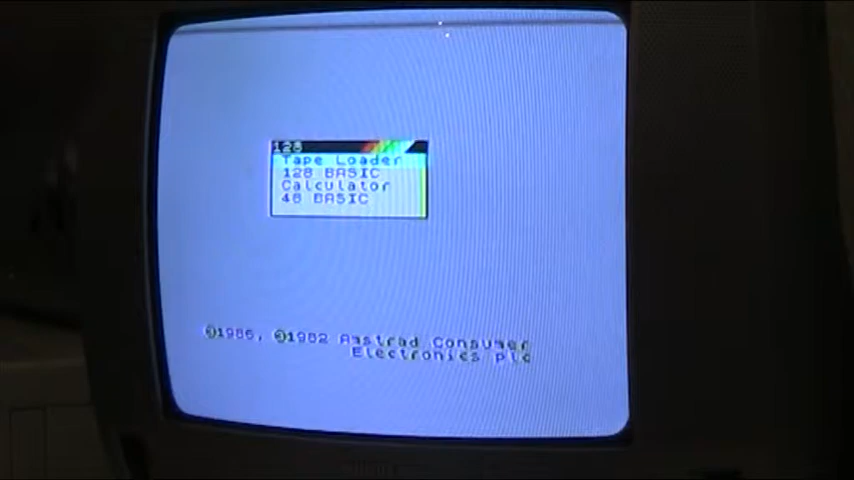 128
Tape Loader
128 BASIC
Calculator
48 BASIC
©1986, ©1982 Amstrad Consumer
Electronics plc